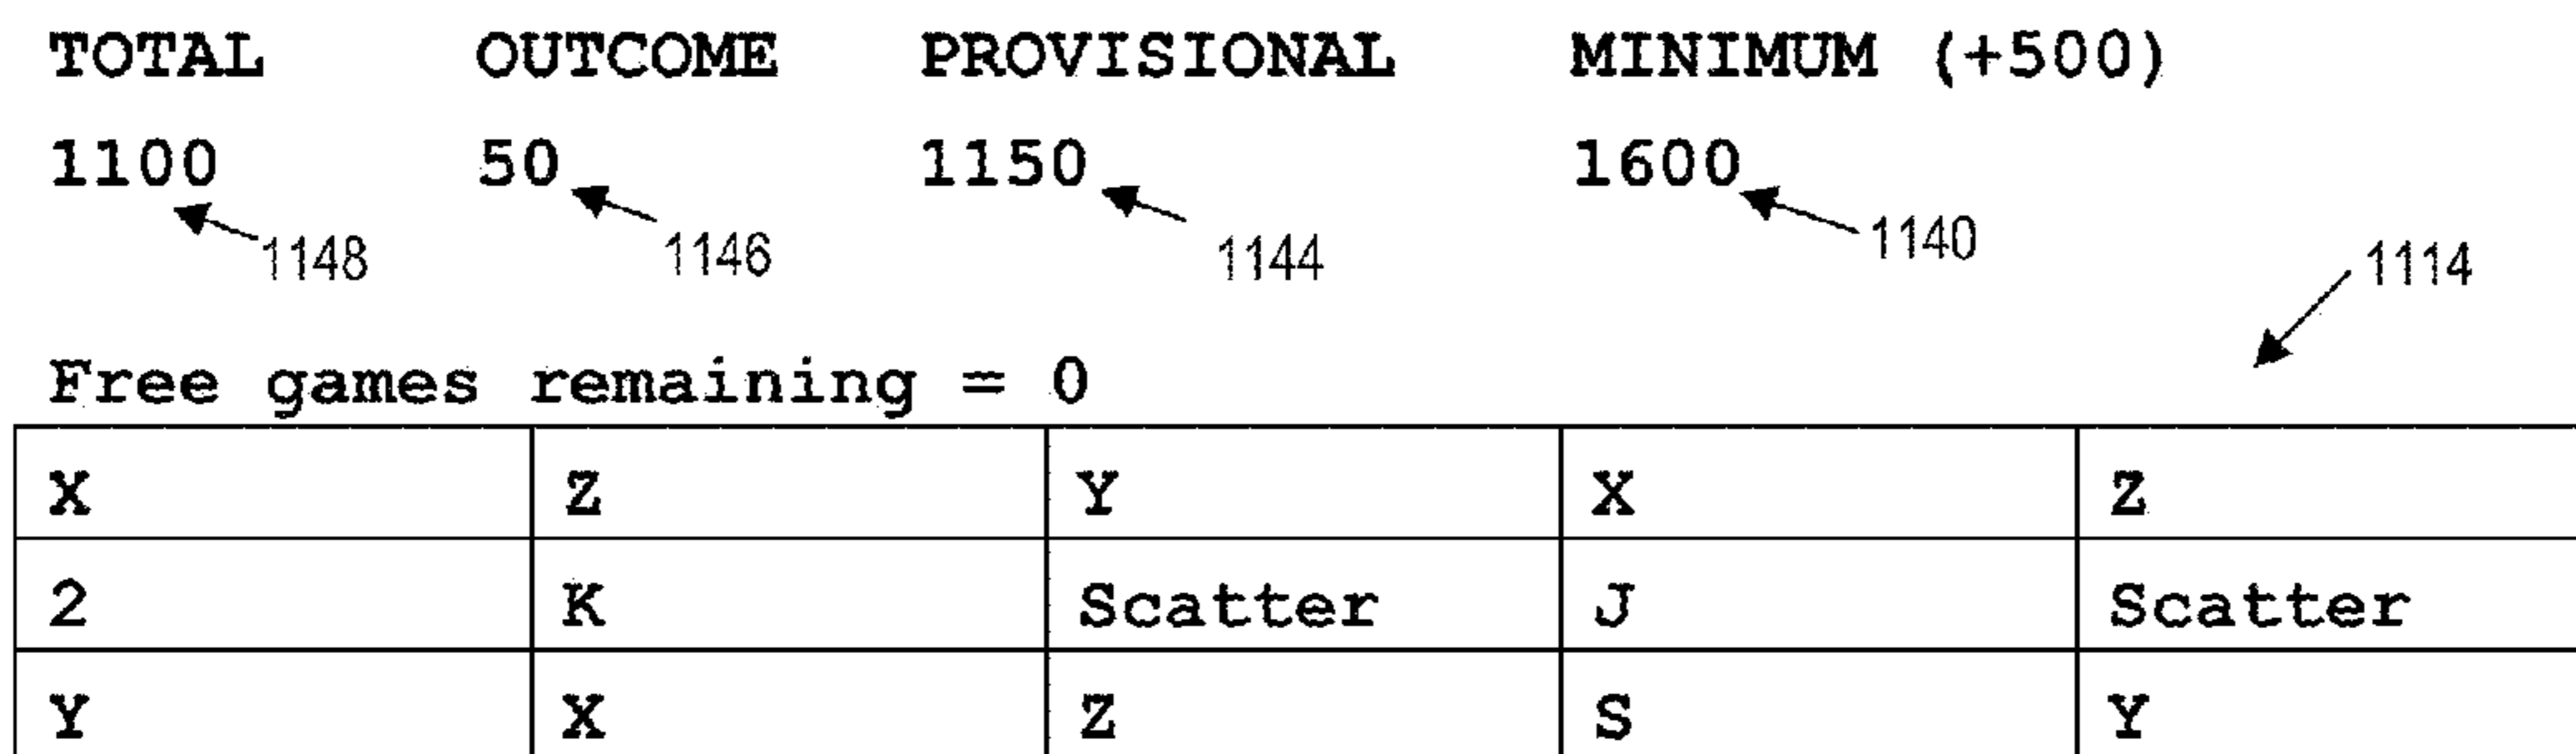 TOTAL OUTCOME PROVISIONAL MINIMUM (+500)
1100 50 1150 1600
1148 1146 1144 1140 1114
Free games remaining = 0
X Z Y X Z
2 K Scatter J Scatter
Y X Z S Y